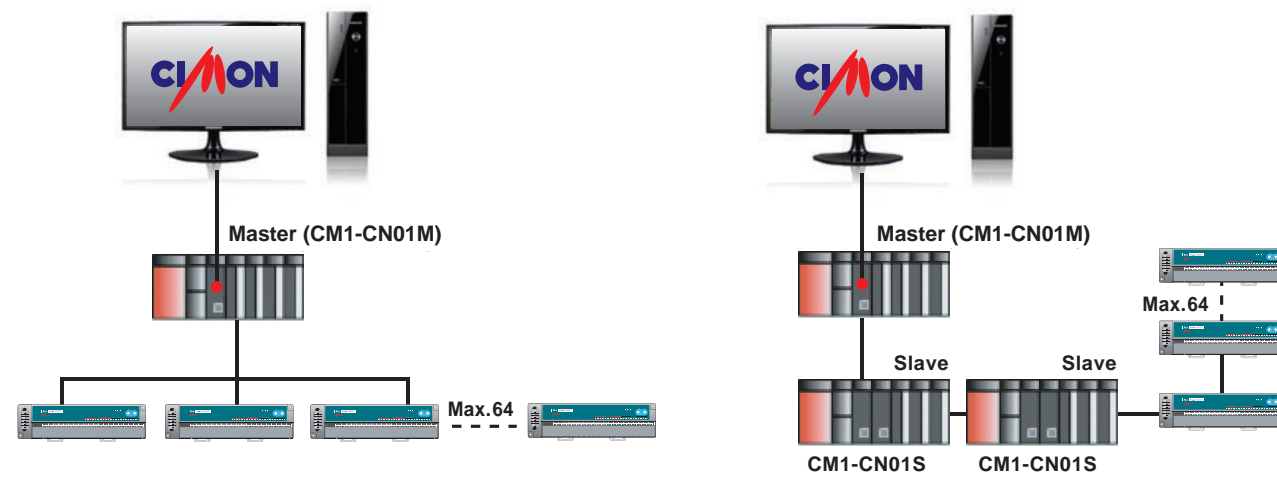 CIMON
Master (CM1-CN01M)
Max.64
CIMON
Master (CM1-CN01M)
Max.64
Slave
Slave
CM1-CN01S
CM1-CN01S